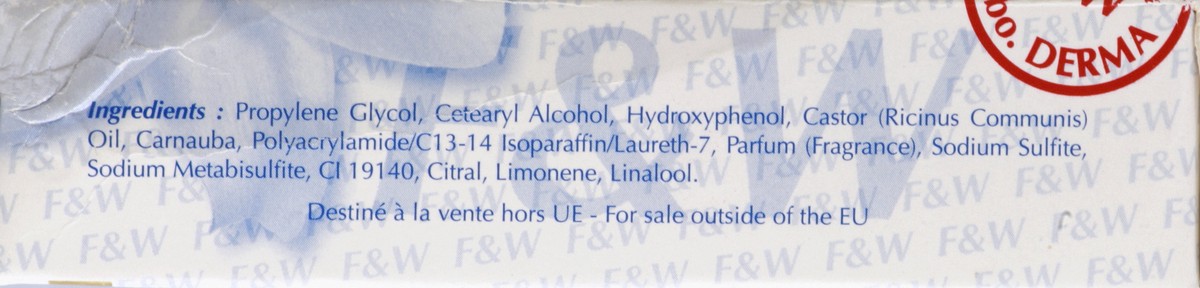 bo. DERMA
Ingredients : Propylene Glycol, Cetearyl Alcohol, Hydroxyphenol, Castor (Ricinus Communis)
Oil, Carnauba, Polyacrylamide/C13-14 Isoparaffin/Laureth-7, Parfum (Fragrance), Sodium Sulfite,
Sodium Metabisulfite, CI 19140, Citral, Limonene, Linalool.
Destiné à la vente hors UE - For sale outside of the EU
F&W